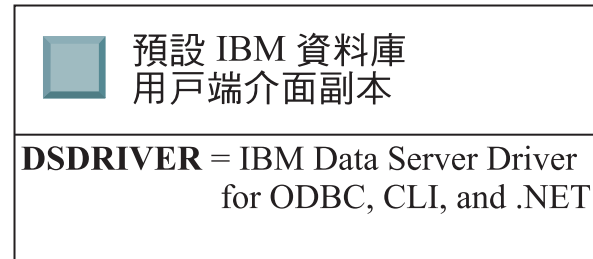 預設 IBM 資料庫
用戶端介面副本
DSDRIVER = IBM Data Server Driver
for ODBC, CLI, and .NET